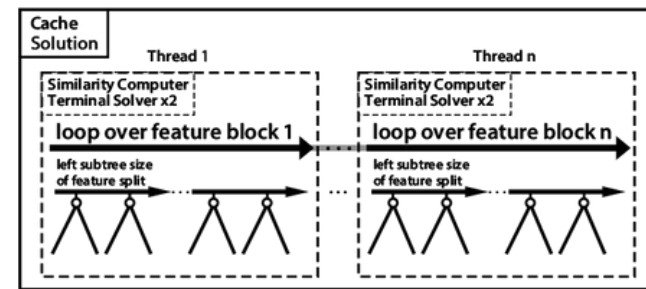 Cache
Solution
Thread 1
Thread n
Similarity Computer
Terminal Solver x2
loop over feature block 1
left subtree size
of feature split
...
...
...
Similarity Computer
Terminal Solver x2
loop over feature block n
left subtree size
of feature split
...